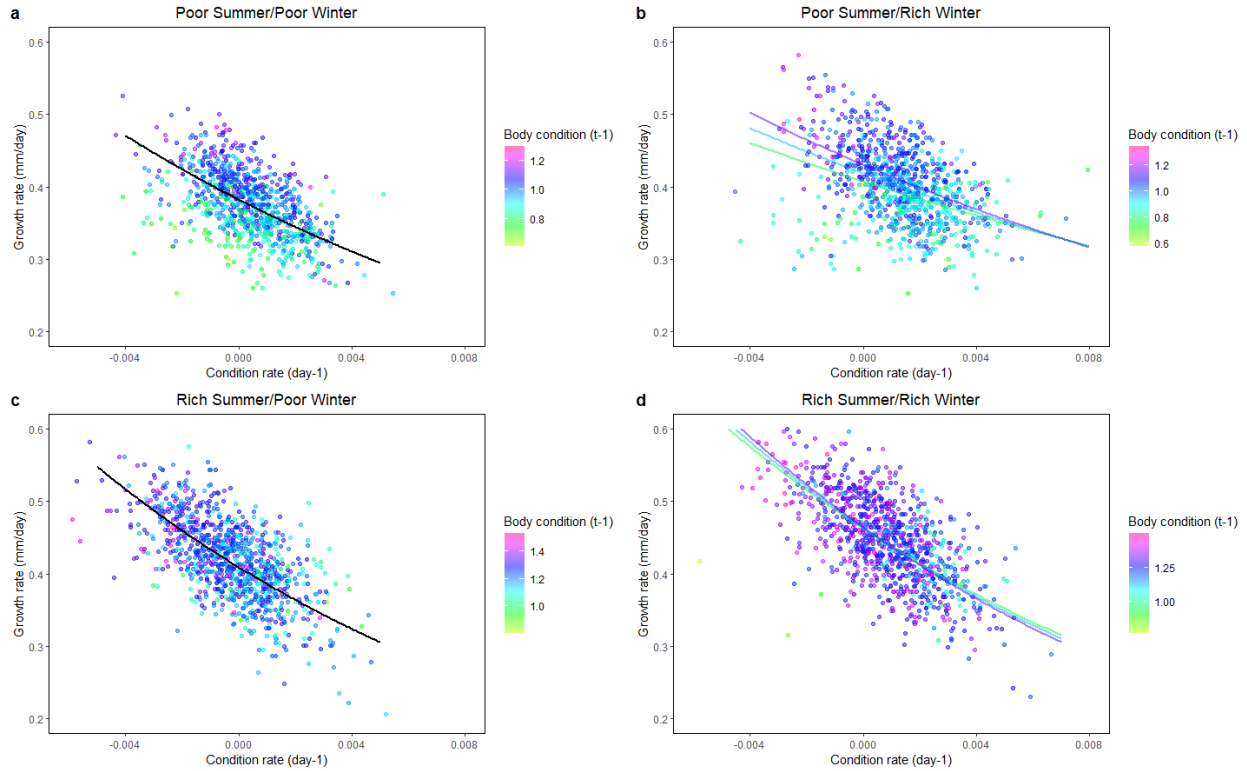 a
Poor Summer/Poor Winter
Growth rate (mm/day)
0.6
0.5
0.4
0.3
0.2
-0.004
0.000
0.004
0.008
Condition rate (day-1)
Body condition (t-1)
1.2
1.0
0.8
b
Poor Summer/Rich Winter
Growth rate (mm/day)
0.6
0.5
0.4
0.3
0.2
-0.004
0.000
0.004
0.008
Condition rate (day-1)
Body condition (t-1)
1.2
1.0
0.8
0.6
c
Rich Summer/Poor Winter
Growth rate (mm/day)
0.6
0.5
0.4
0.3
0.2
-0.004
0.000
0.004
0.008
Condition rate (day-1)
Body condition (t-1)
1.4
1.2
1.0
d
Rich Summer/Rich Winter
Growth rate (mm/day)
0.6
0.5
0.4
0.3
0.2
-0.004
0.000
0.004
0.008
Condition rate (day-1)
Body condition (t-1)
1.25
1.00